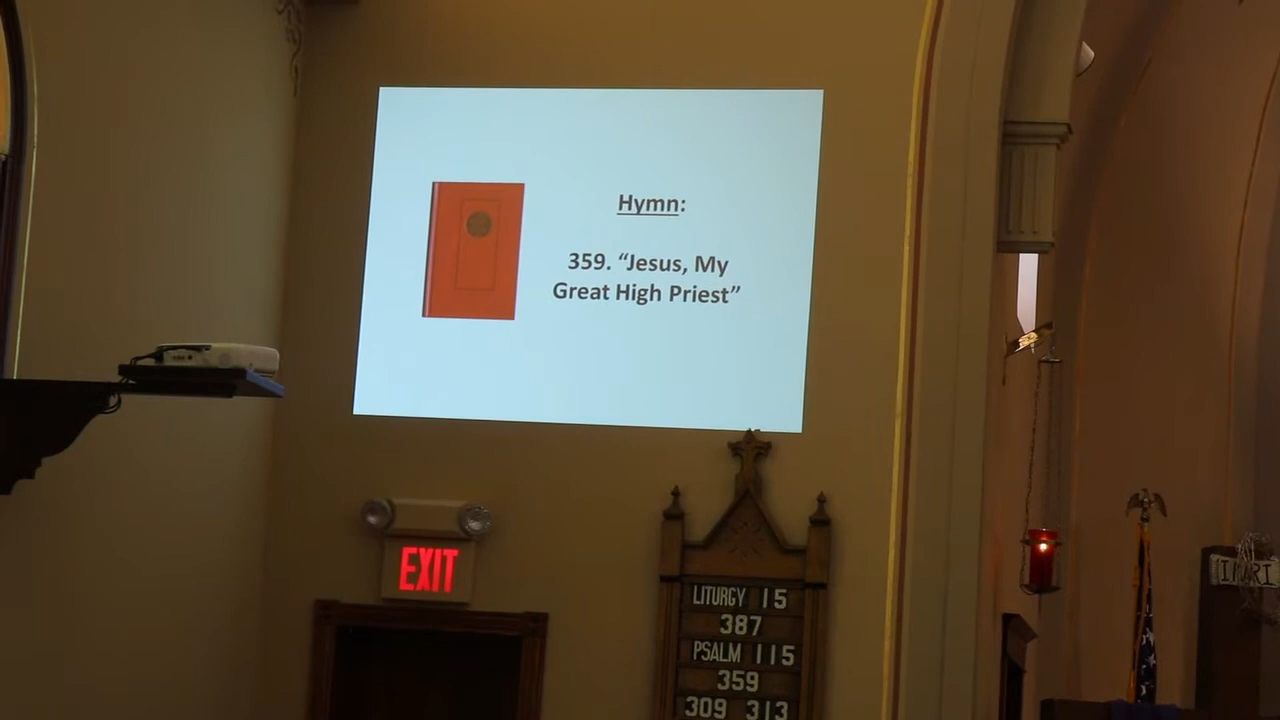 Hymn:
359. “Jesus, My
Great High Priest”
EXIT
LITURGY 15
387
PSALM 115
359
309 313
INRI